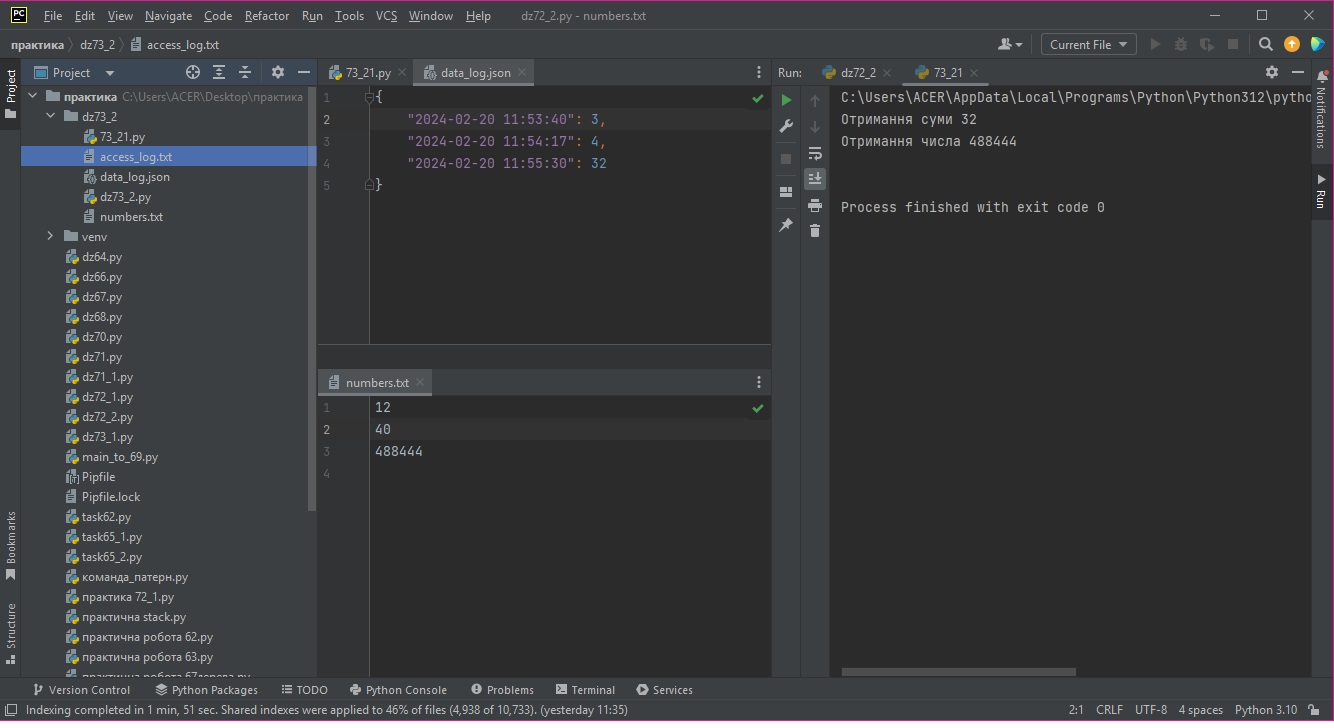 PC File Edit View Navigate Code Refactor Run Tools VCS Git Window Help dz72_2.py - numbers.txt
практика dz73_2 access_log.txt Current File
Project
73_21.py data_log.json
Run: dz72_2 73_21
Project
Notifications
Run
Bookmarks
Structure
практика C:\Users\ACER\Desktop\практика
dz73_2
73_21.py
access_log.txt
data_log.json
dz73_2.py
numbers.txt
venv
dz64.py
dz66.py
dz67.py
dz68.py
dz70.py
dz71.py
dz71_1.py
dz72_1.py
dz72_2.py
dz73_1.py
main_to_69.py
Pipfile
Pipfile.lock
task62.py
task65_1.py
task65_2.py
команда_патерн.py
практика 72_1.py
практична stack.py
практична робота 62.py
практична робота 63.py
1 {
2 "2024-02-20 11:53:40": 3,
3 "2024-02-20 11:54:17": 4,
4 "2024-02-20 11:55:30": 32
5 }
numbers.txt
1 12
2 40
3 488444
4
C:\Users\ACER\AppData\Local\Programs\Python\Python312\pytho
Отримання суми 32
Отримання числа 488444
Process finished with exit code 0
Version Control Python Packages TODO Python Console Problems Terminal Services
Indexing completed in 1 min, 51 sec. Shared indexes were applied to 46% of files (4,938 of 10,733). (yesterday 11:35) 2:1 CRLF UTF-8 4 spaces Python 3.10